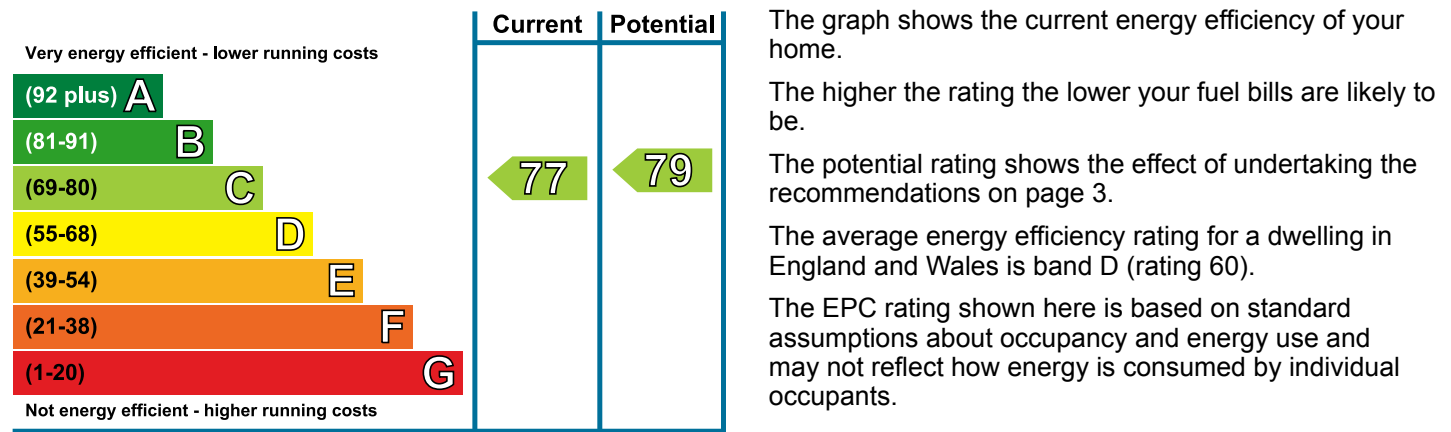 Current Potential
Very energy efficient - lower running costs
(92 plus) A
(81-91) B
(69-80) C
(55-68) D
(39-54) E
(21-38) F
(1-20) G
Not energy efficient - higher running costs
77
79
The graph shows the current energy efficiency of your
home.
The higher the rating the lower your fuel bills are likely to
be.
The potential rating shows the effect of undertaking the
recommendations on page 3.
The average energy efficiency rating for a dwelling in
England and Wales is band D (rating 60).
The EPC rating shown here is based on standard
assumptions about occupancy and energy use and
may not reflect how energy is consumed by individual
occupants.